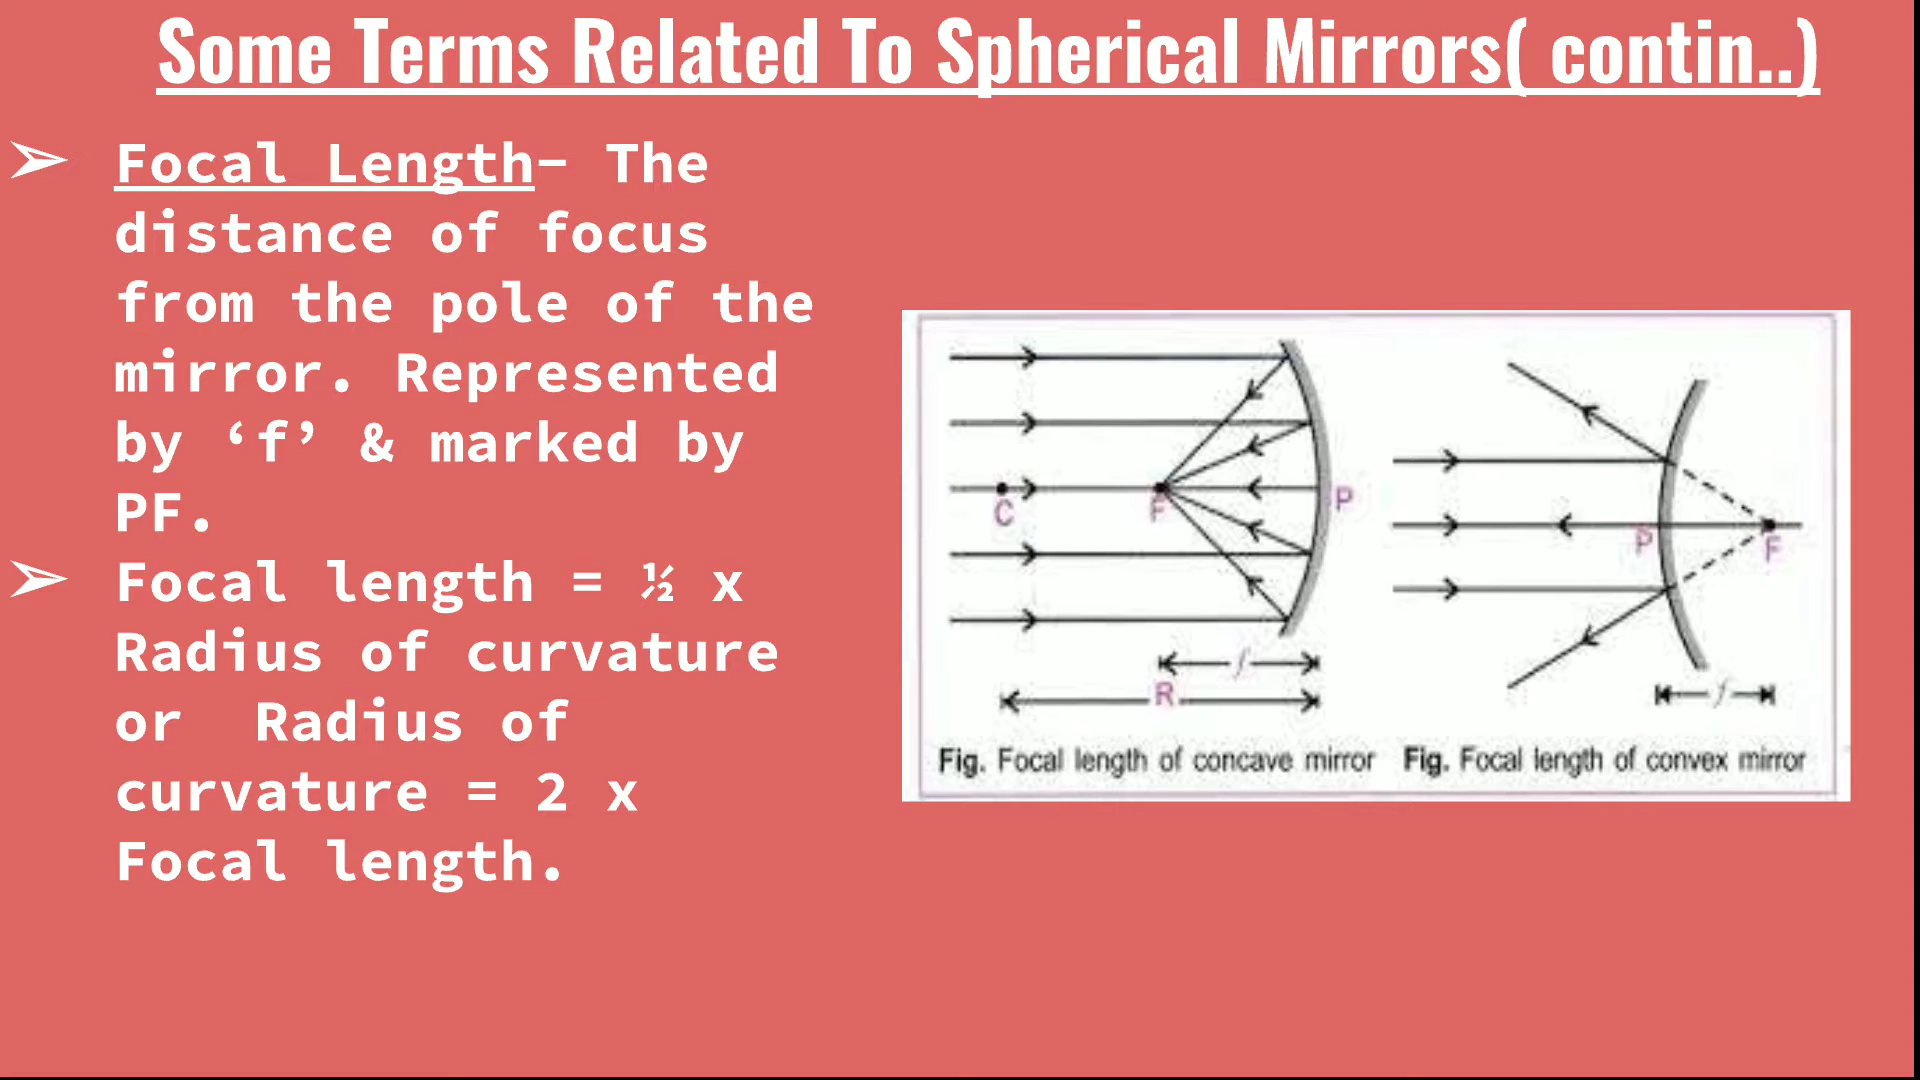 Some Terms Related To Spherical Mirrors( contin..)
➢ Focal Length- The
distance of focus
from the pole of the
mirror. Represented
by ‘f’ & marked by
PF.
➢ Focal length = ½ x
Radius of curvature
or  Radius of
curvature = 2 x
Focal length.
C
F
P
f
R
Fig. Focal length of concave mirror
P
F
f
Fig. Focal length of convex mirror